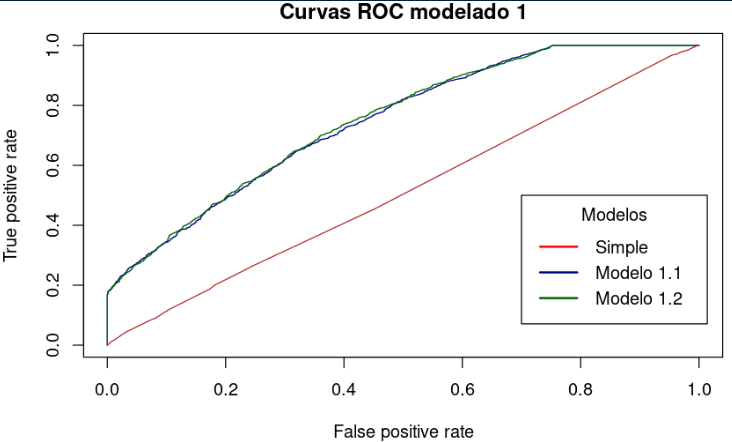 Curvas ROC modelado 1
True positive rate
1.0
0.8
0.6
0.4
0.2
0.0
Modelos
Simple
Modelo 1.1
Modelo 1.2
0.0 0.2 0.4 0.6 0.8 1.0
False positive rate